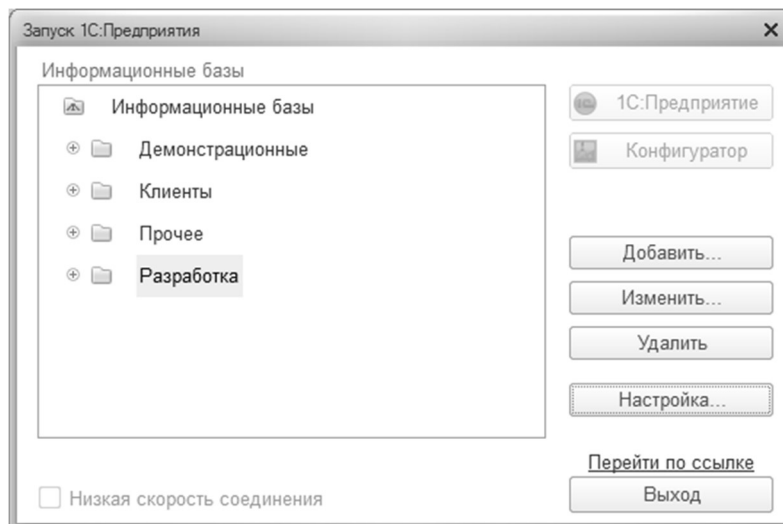 Запуск 1С:Предприятия
Информационные базы
Информационные базы
Демонстрационные
Клиенты
Прочее
Разработка
1С:Предприятие
Конфигуратор
Добавить...
Изменить...
Удалить
Настройка...
Перейти по ссылке
Низкая скорость соединения
Выход